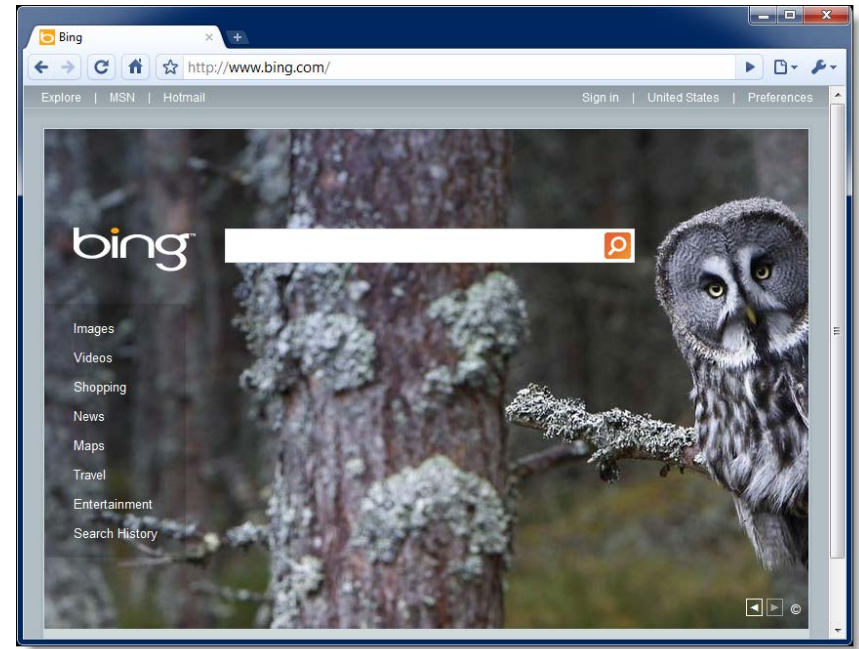 Bing
http://www.bing.com/
Explore | MSN | Hotmail
Sign in | United States | Preferences
bing™
Images
Videos
Shopping
News
Maps
Travel
Entertainment
Search History
©